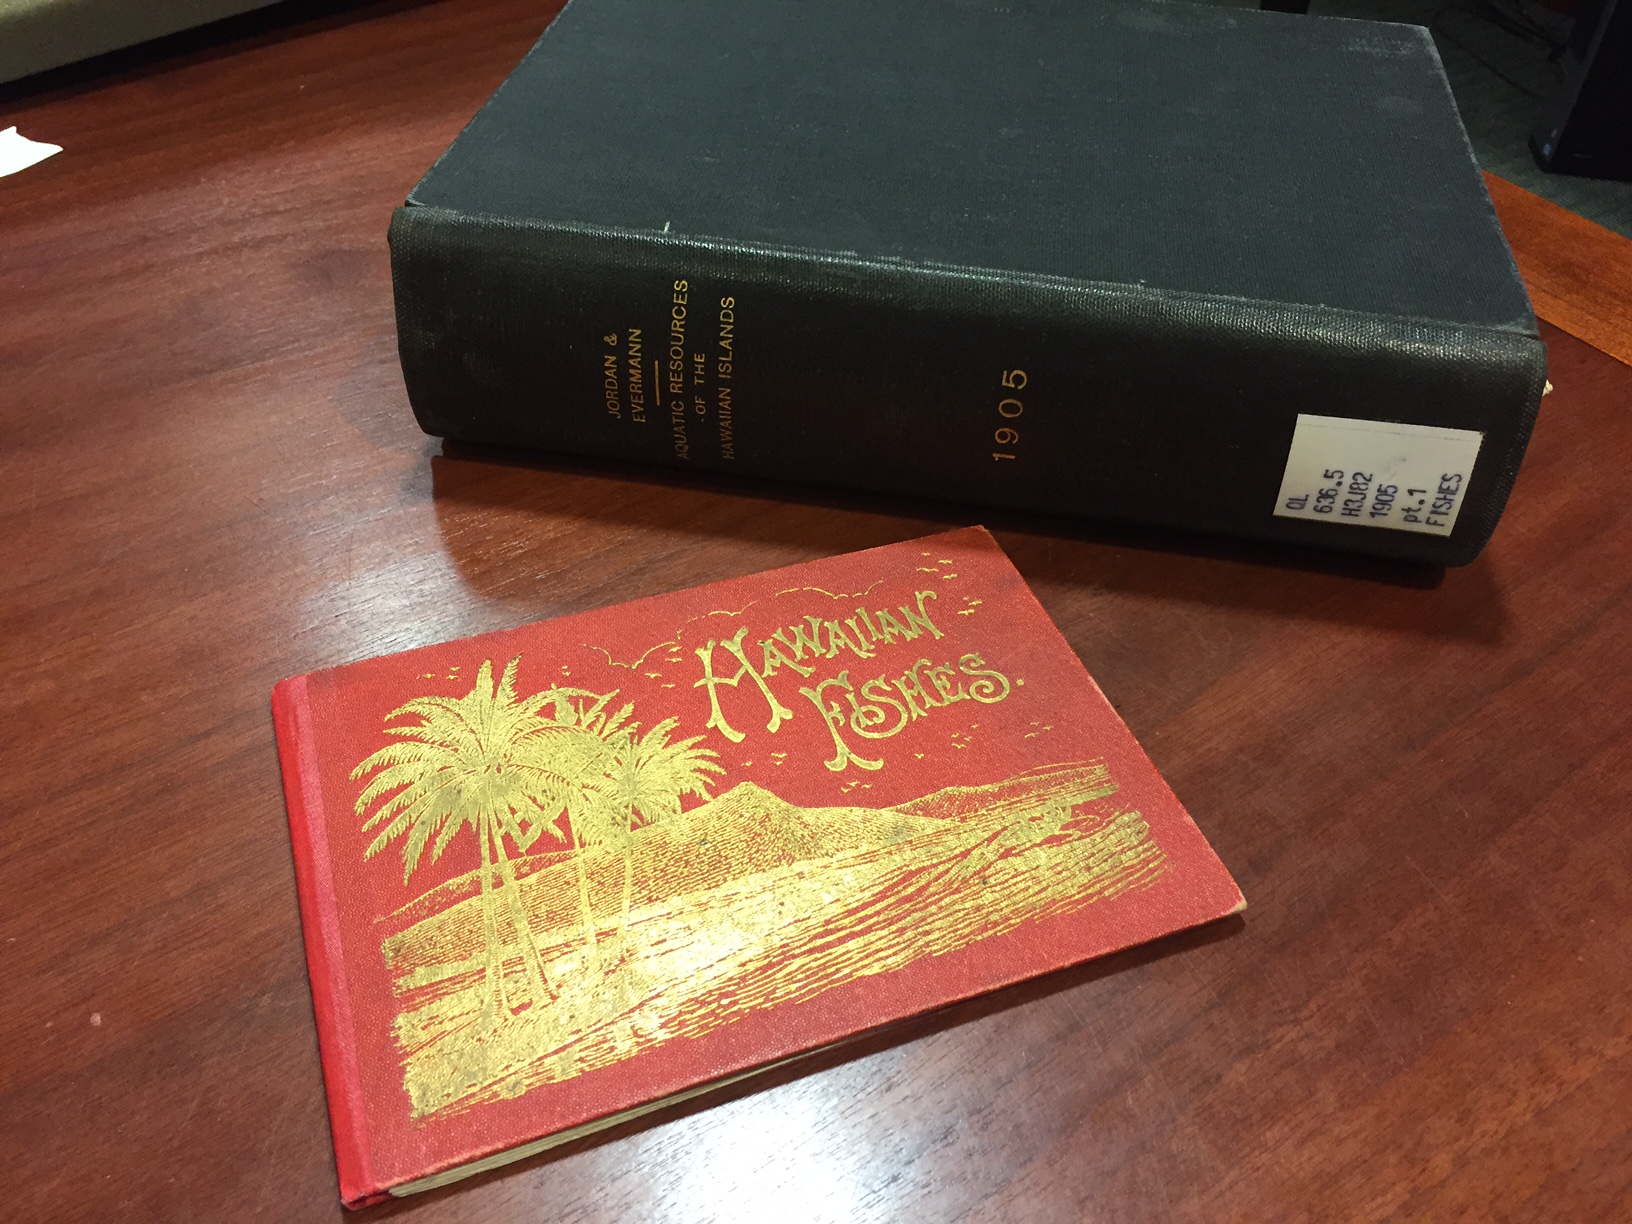 JORDAN &
EVERMANN
AQUATIC RESOURCES
OF THE
HAWAIIAN ISLANDS
1905
QL
636.5
H3J82
1905
pt.1
FISHES
HAWAIIAN
FISHES.